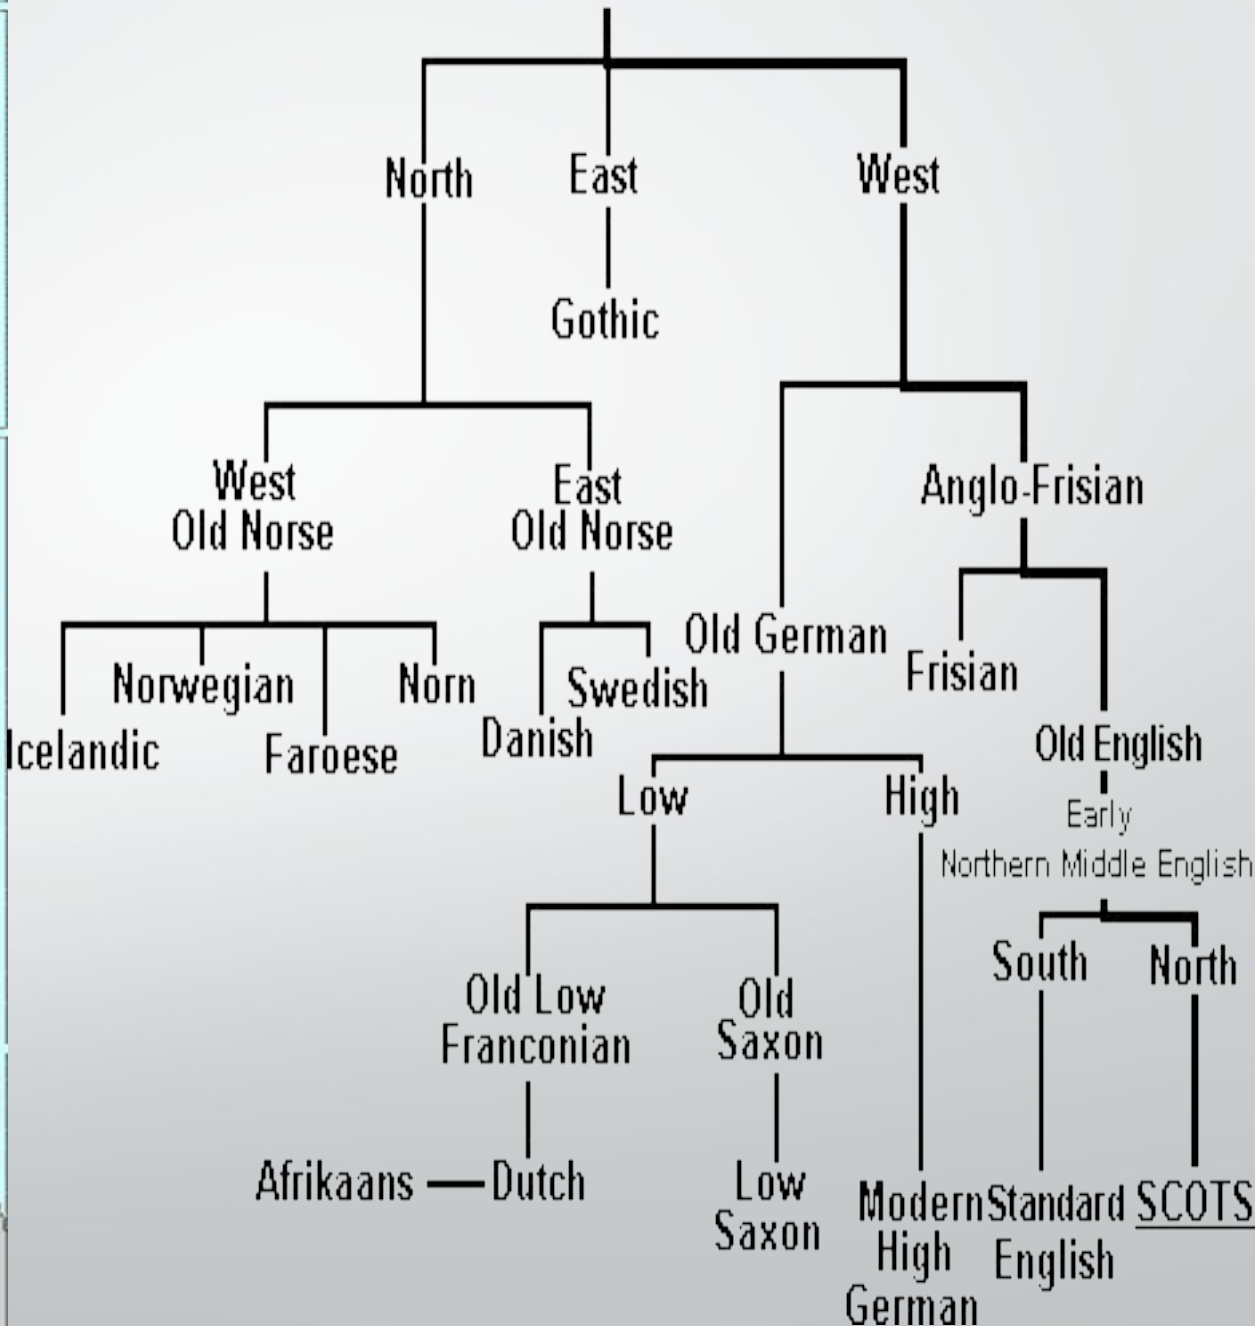 North
East
West
Gothic
West
Old Norse
East
Old Norse
Anglo-Frisian
Old German
Frisian
Norwegian
Norn
Swedish
Icelandic
Faroese
Danish
Old English
Low
High
Early
Northern Middle English
South
North
Old Low
Franconian
Old
Saxon
Afrikaans
Dutch
Low
Saxon
Modern
High
German
Standard
English
SCOTS